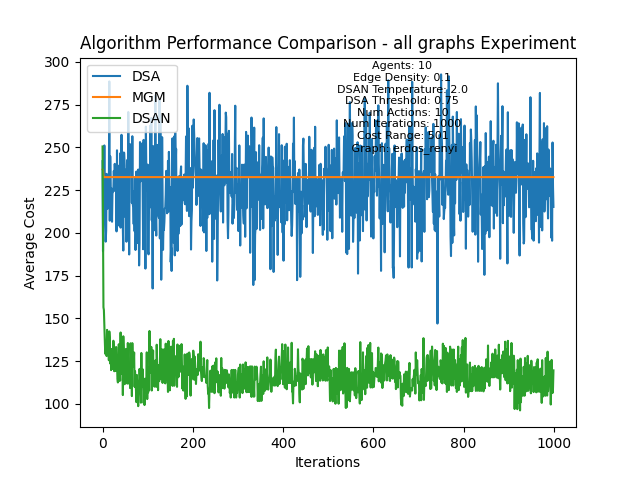 Algorithm Performance Comparison - all graphs Experiment
DSA
MGM
DSAN
Agents: 10
Edge Density: 0.1
DSAN Temperature: 2.0
DSA Threshold: 0.75
Num Actions: 10
Num Iterations: 1000
Cost Range: 501
Graph: erdos_renyi
300
275
250
225
200
175
150
125
100
Average Cost
0 200 400 600 800 1000
Iterations